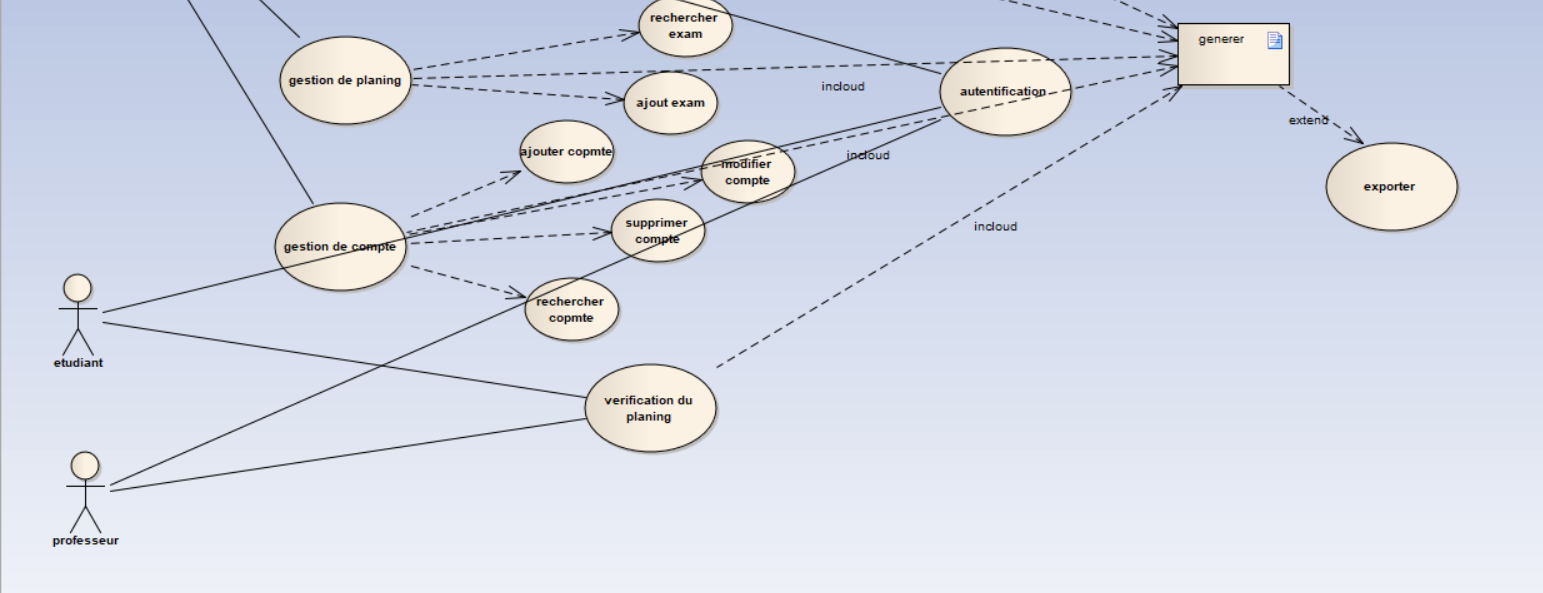 rechercher
exam
generer
gestion de planing
incloud
autentification
ajout exam
extend
ajouter copmte
incloud
modifier
compte
exporter
supprimer
compte
incloud
gestion de compte
rechercher
copmte
etudiant
verification du
planing
professeur